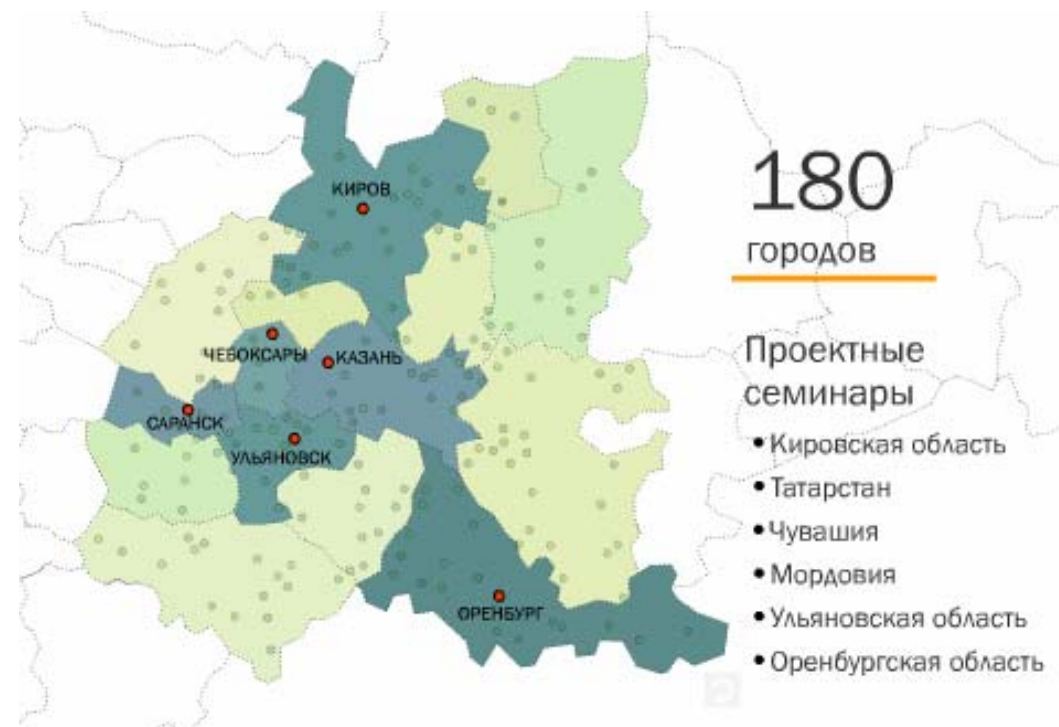 КИРОВ
ЧЕБОКСАРЫ
КАЗАНЬ
САРАНСК
УЛЬЯНОВСК
ОРЕНБУРГ
180
городов
Проектные
семинары
• Кировская область
• Татарстан
• Чувашия
• Мордовия
• Ульяновская область
• Оренбургская область